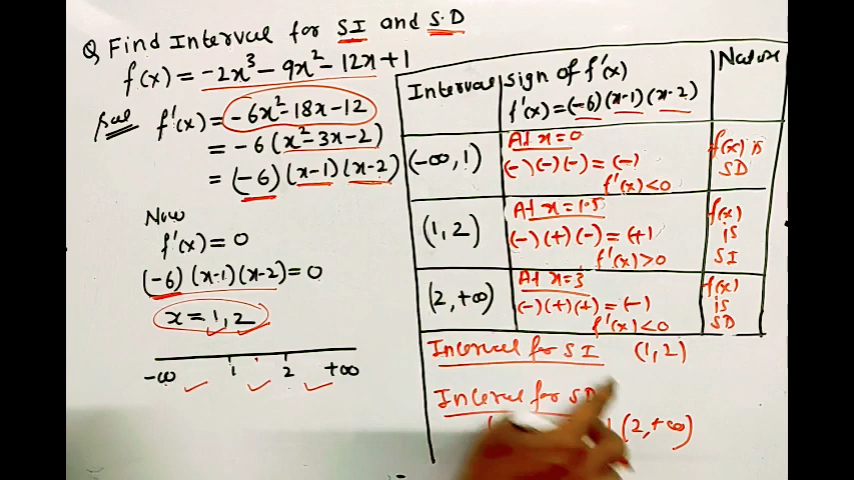 Q Find Interval for SI and S.D
f(x) = -2x³ - 9x² - 12x + 1
Sol f'(x) = -6x² - 18x - 12
= -6 (x² - 3x - 2)
= (-6) (x-1) (x-2)
Now
f'(x) = 0
(-6) (x-1) (x-2) = 0
x = 1, 2
-∞ 1 2 +∞
Interval sign of f'(x) Nature
f'(x) = (-6) (x-1) (x-2)
(-∞, 1) At x = 0 f(x) is
(-) (-) (-) = (-) SD
f'(x) < 0
(1, 2) At x = 1.5 f(x)
(-) (+) (-) = (+) is
f'(x) > 0 SI
(2, +∞) At x = 3 f(x)
(-) (+) (+) = (-) is
f'(x) < 0 SD
Interval for SI (1, 2)
Interval for SD
(2, +∞)